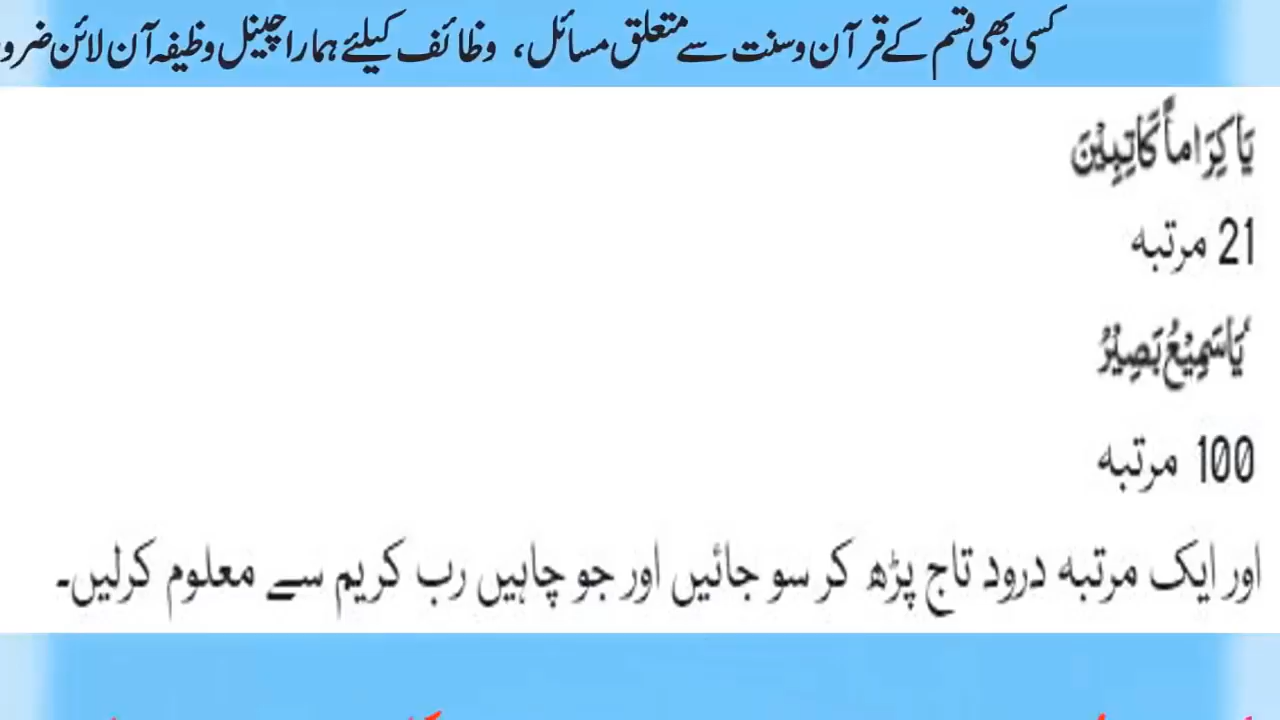 کسی بھی قسم کے قرآن و سنت سے متعلق مسائل، وظائف کیلئے ہمارا چینل وظیفہ آن لائن
یَا کِرَاماً کَاتِبِیْنَ
21 مرتبہ
یَاسَمِیْعُ بَصِیْرُ
100 مرتبہ
اور ایک مرتبہ درود تاج پڑھ کر سو جائیں اور جو چاہیں رب کریم سے معلوم کرلیں۔